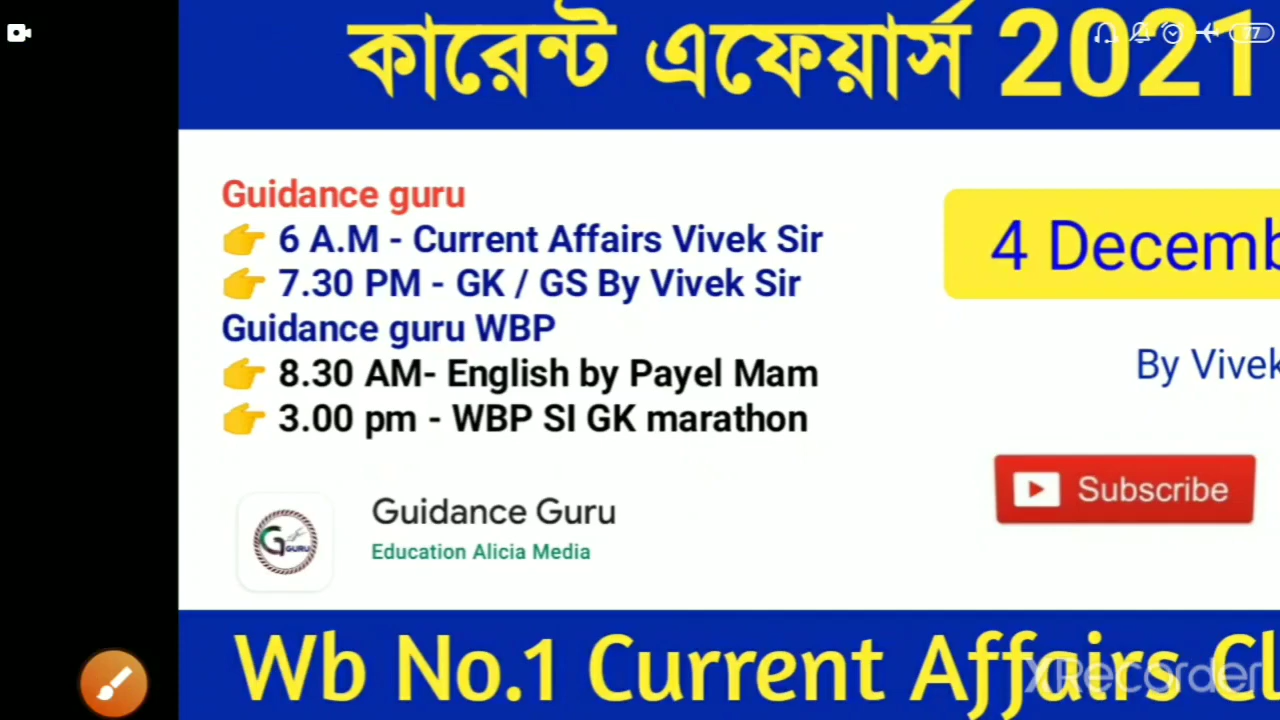 কারেন্ট এফেয়ার্স 2021
Guidance guru
👉 6 A.M - Current Affairs Vivek Sir
👉 7.30 PM - GK / GS By Vivek Sir
Guidance guru WBP
👉 8.30 AM- English by Payel Mam
👉 3.00 pm - WBP SI GK marathon
4 Decemb
By Vivek
Subscribe
G GURU
Guidance Guru
Education Alicia Media
Wb No.1 Current Affairs Cl
XRecorder